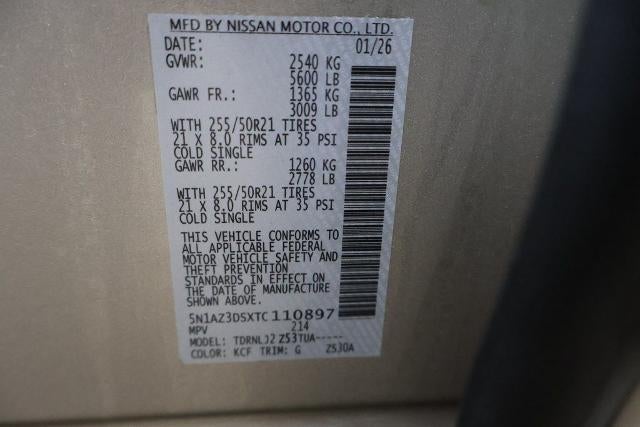 MFD BY NISSAN MOTOR CO., LTD.
DATE: 01/26
GVWR: 2540 KG
5600 LB
GAWR FR.: 1365 KG
3009 LB
WITH 255/50R21 TIRES
21 X 8.0 RIMS AT 35 PSI
COLD SINGLE
GAWR RR.: 1260 KG
2778 LB
WITH 255/50R21 TIRES
21 X 8.0 RIMS AT 35 PSI
COLD SINGLE
THIS VEHICLE CONFORMS TO
ALL APPLICABLE FEDERAL
MOTOR VEHICLE SAFETY AND
THEFT PREVENTION
STANDARDS IN EFFECT ON
THE DATE OF MANUFACTURE
SHOWN ABOVE.
5N1AZ3DSXTC110897
MPV 214
MODEL: TDRNLJ2 Z53TUA-----
COLOR: KCF TRIM: G Z530A